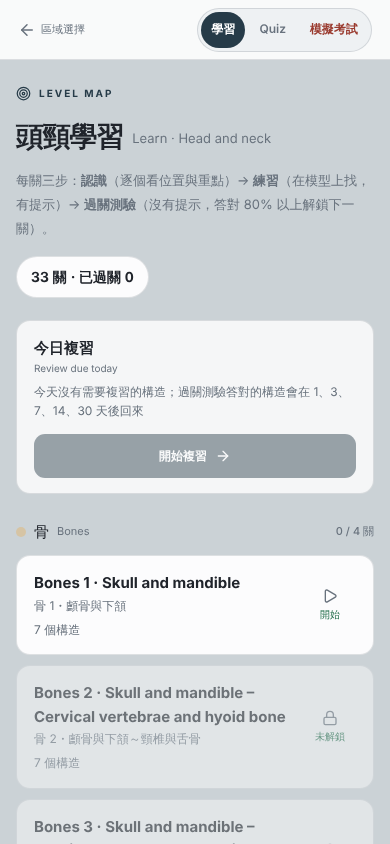 區域選擇
學習
Quiz
模擬考試
LEVEL MAP
頭頸學習 Learn · Head and neck
每關三步：認識（逐個看位置與重點）→ 練習（在模型上找，
有提示）→ 過關測驗（沒有提示，答對 80% 以上解鎖下一
關）。
33 關 · 已過關 0
今日複習
Review due today
今天沒有需要複習的構造；過關測驗答對的構造會在 1、3、
7、14、30 天後回來
開始複習
骨 Bones
0 / 4 關
Bones 1 · Skull and mandible
骨 1・顱骨與下頷
7 個構造
開始
Bones 2 · Skull and mandible –
Cervical vertebrae and hyoid bone
骨 2・顱骨與下頷～頸椎與舌骨
7 個構造
未解鎖
Bones 3 · Skull and mandible –